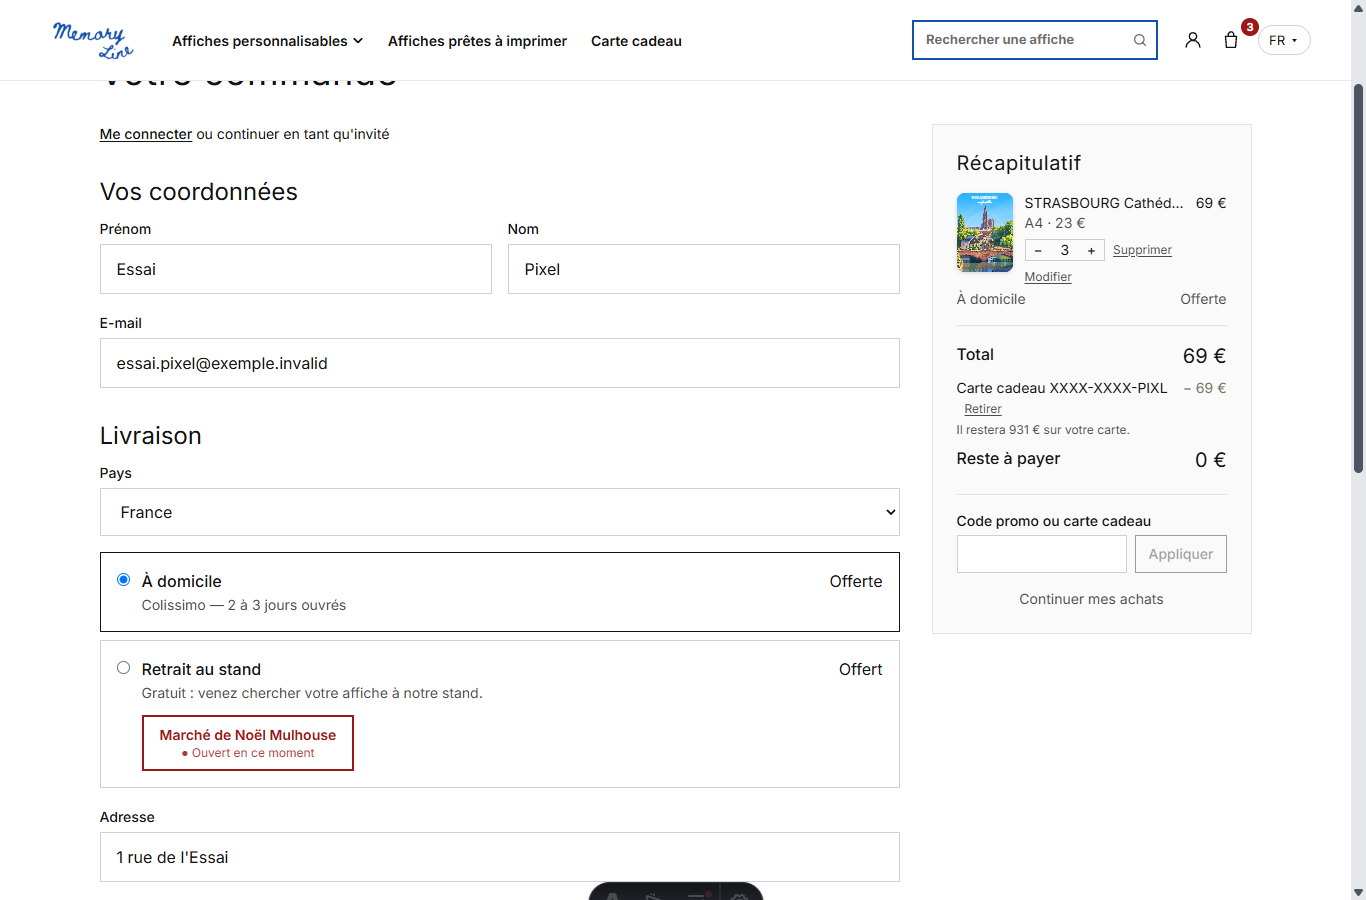 Memory Line
Affiches personnalisables
Affiches prêtes à imprimer
Carte cadeau
Rechercher une affiche
3
FR
Votre commande
Me connecter ou continuer en tant qu'invité
Vos coordonnées
Prénom
Nom
Essai
Pixel
E-mail
essai.pixel@exemple.invalid
Livraison
Pays
France
À domicile
Offerte
Colissimo — 2 à 3 jours ouvrés
Retrait au stand
Offert
Gratuit : venez chercher votre affiche à notre stand.
Marché de Noël Mulhouse
● Ouvert en ce moment
Adresse
1 rue de l'Essai
Récapitulatif
STRASBOURG Cathéd... 69 €
A4 · 23 €
− 3 + Supprimer
Modifier
À domicile Offerte
Total 69 €
Carte cadeau XXXX-XXXX-PIXL − 69 €
Retirer
Il restera 931 € sur votre carte.
Reste à payer 0 €
Code promo ou carte cadeau
Appliquer
Continuer mes achats